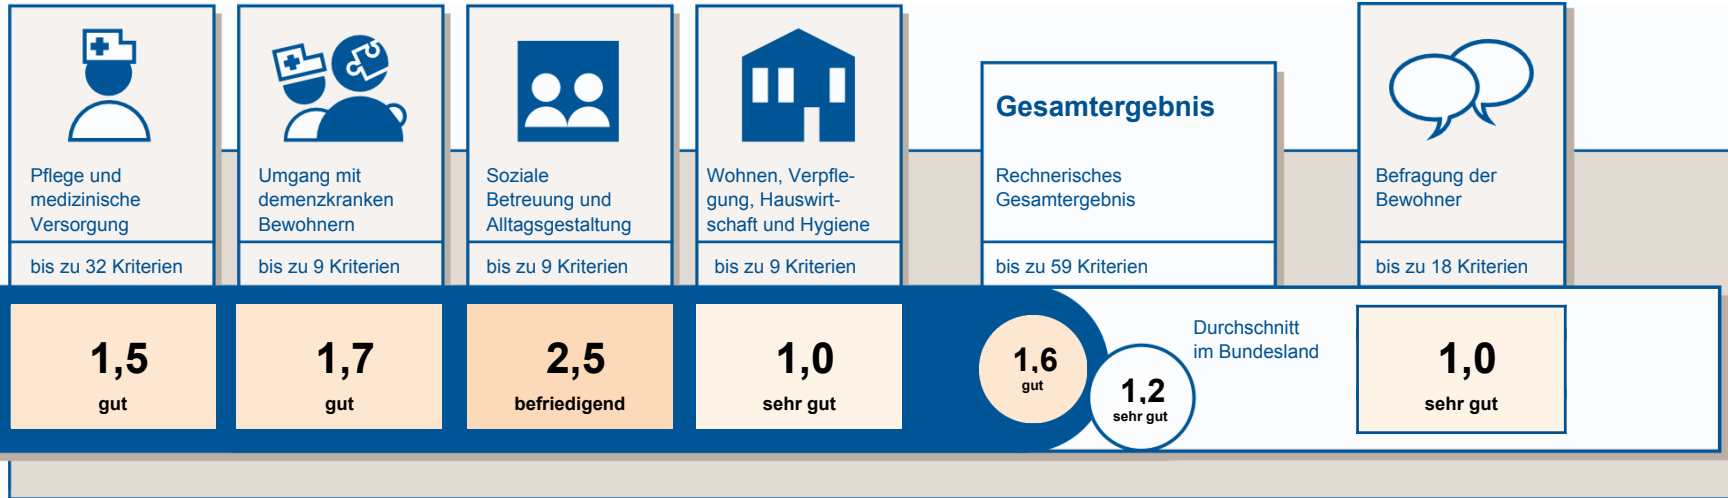 Pflege und
medizinische
Versorgung
bis zu 32 Kriterien
1,5
gut
Umgang mit
demenzkranken
Bewohnern
bis zu 9 Kriterien
1,7
gut
Soziale
Betreuung und
Alltagsgestaltung
bis zu 9 Kriterien
2,5
befriedigend
Wohnen, Verpfle-
gung, Hauswirt-
schaft und Hygiene
bis zu 9 Kriterien
1,0
sehr gut
Gesamtergebnis
Rechnerisches
Gesamtergebnis
bis zu 59 Kriterien
1,6
gut
Durchschnitt
im Bundesland
1,2
sehr gut
Befragung der
Bewohner
bis zu 18 Kriterien
1,0
sehr gut